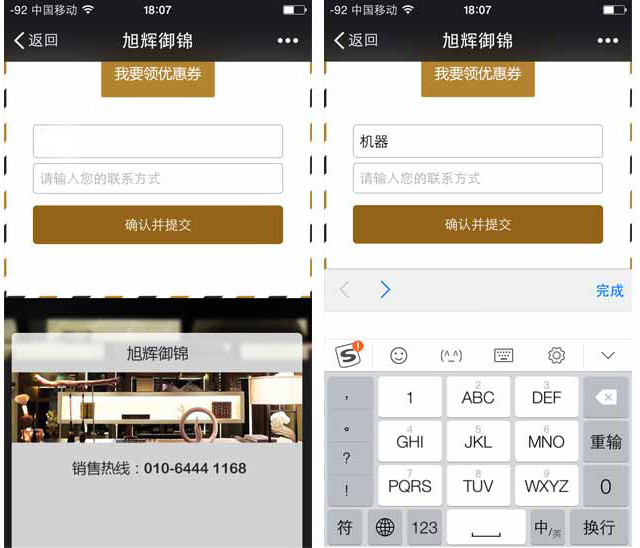 -92 中国移动 18:07
返回 旭辉御锦
我要领优惠券
请输入您的联系方式
确认并提交
旭辉御锦
销售热线：010-6444 1168
-92 中国移动 18:07
返回 旭辉御锦
我要领优惠券
机器
请输入您的联系方式
确认并提交
完成
S ! (^_^)
, 1 2 ABC 3 DEF
。 4 GHI 5 JKL 6 MNO 重输
?
! 7 PQRS 8 TUV 9 WXYZ 0
符 123 中/英 换行